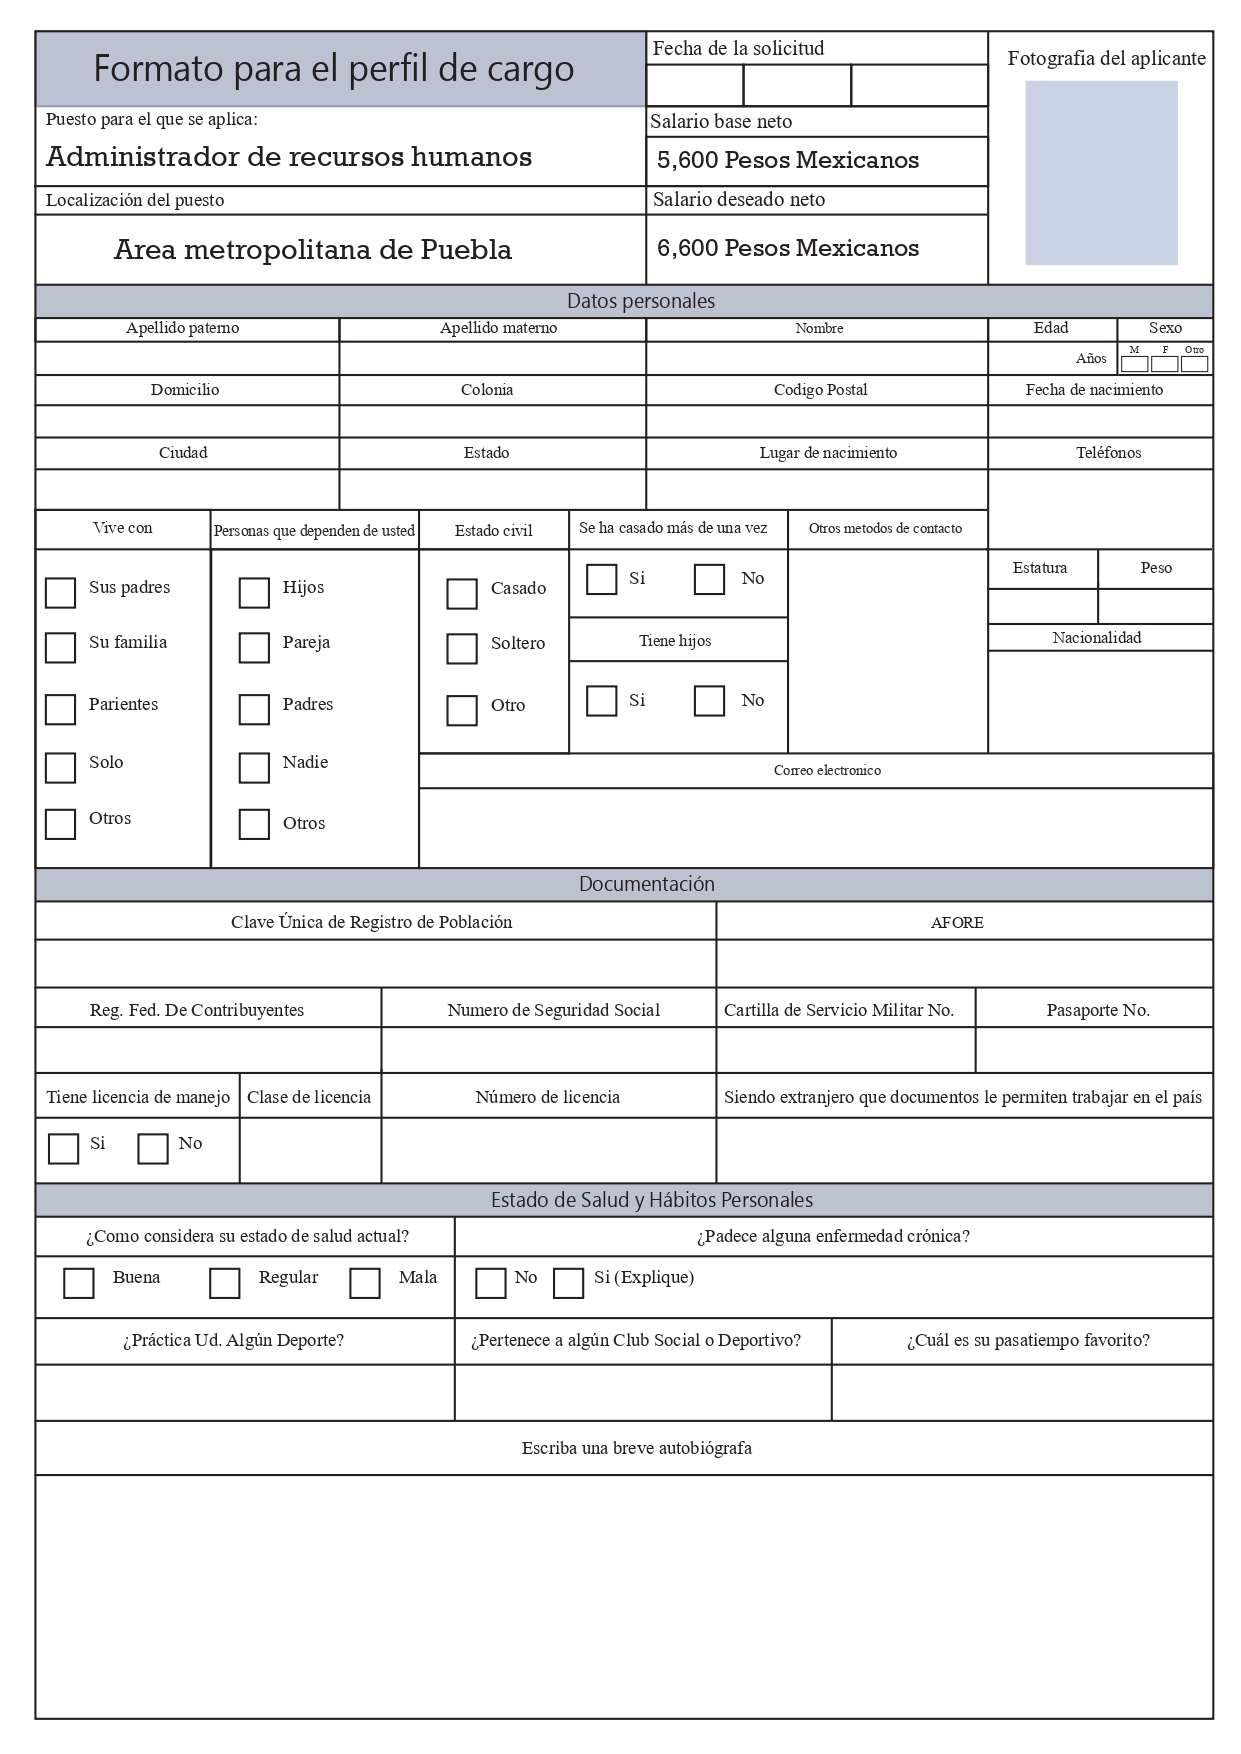 Formato para el perfil de cargo
Fecha de la solicitud
Fotografia del aplicante
Puesto para el que se aplica:
Administrador de recursos humanos
Salario base neto
5,600 Pesos Mexicanos
Localización del puesto
Area metropolitana de Puebla
Salario deseado neto
6,600 Pesos Mexicanos
Datos personales
Apellido paterno
Apellido materno
Nombre
Edad
Sexo
Años
M F Otro
Domicilio
Colonia
Codigo Postal
Fecha de nacimiento
Ciudad
Estado
Lugar de nacimiento
Teléfonos
Vive con
Personas que dependen de usted
Estado civil
Se ha casado más de una vez
Otros metodos de contacto
Sus padres
Su familia
Parientes
Solo
Otros
Hijos
Pareja
Padres
Nadie
Otros
Casado
Soltero
Otro
Si No
Tiene hijos
Si No
Estatura
Peso
Nacionalidad
Correo electronico
Documentación
Clave Única de Registro de Población
AFORE
Reg. Fed. De Contribuyentes
Numero de Seguridad Social
Cartilla de Servicio Militar No.
Pasaporte No.
Tiene licencia de manejo
Clase de licencia
Número de licencia
Siendo extranjero que documentos le permiten trabajar en el país
Si No
Estado de Salud y Hábitos Personales
¿Como considera su estado de salud actual?
¿Padece alguna enfermedad crónica?
Buena Regular Mala
No Si (Explique)
¿Práctica Ud. Algún Deporte?
¿Pertenece a algún Club Social o Deportivo?
¿Cuál es su pasatiempo favorito?
Escriba una breve autobiógrafa